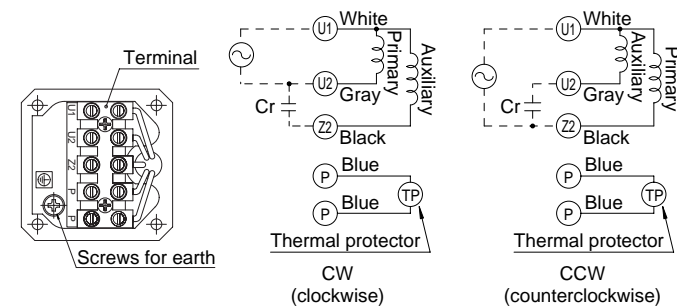 Terminal
U1
U2
Z2
P
P
Screws for earth
U1 White
Primary
Auxiliary
U2 Gray
Cr
Z2 Black
P Blue
TP
P Blue
Thermal protector
CW
(clockwise)
U1 White
Auxiliary
Primary
U2 Gray
Cr
Z2 Black
P Blue
TP
P Blue
Thermal protector
CCW
(counterclockwise)